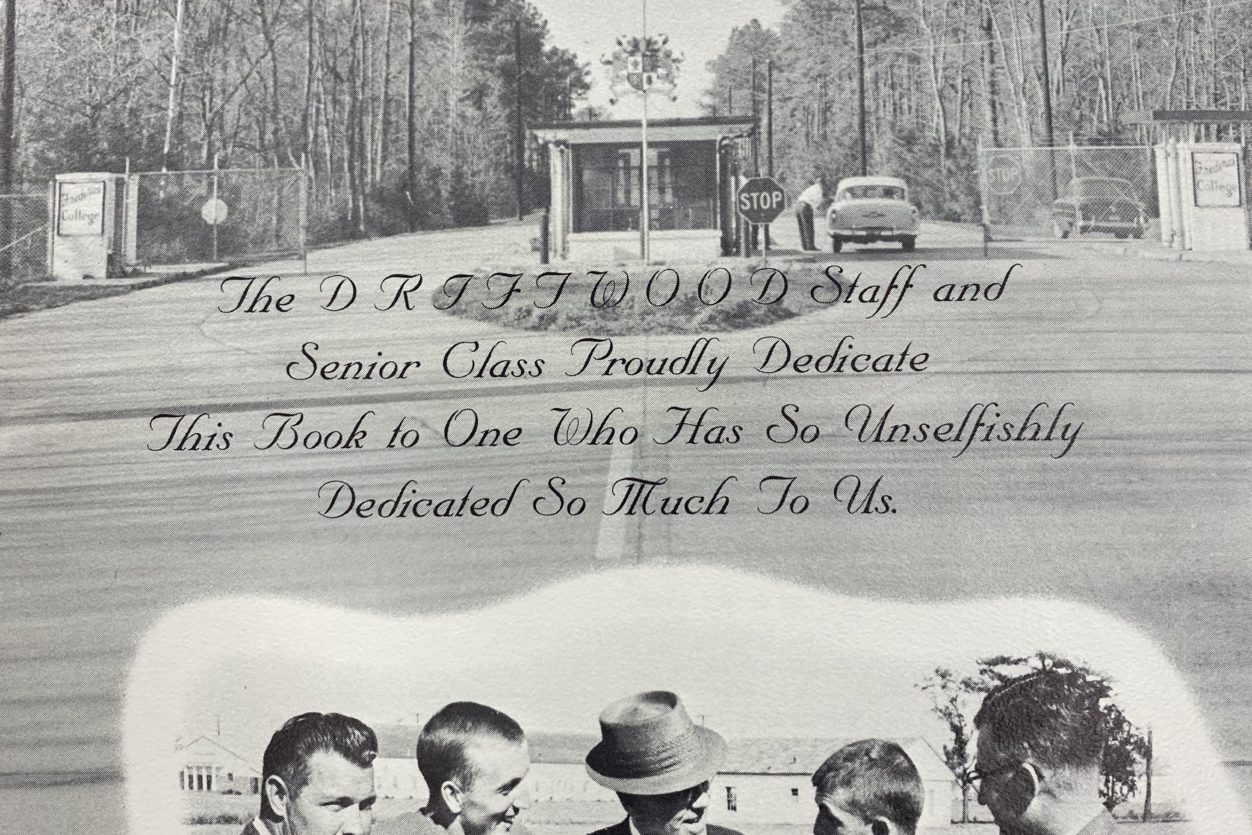 STOP
College
College
The DRIFTWOOD Staff and
Senior Class Proudly Dedicate
This Book to One Who Has So Unselfishly
Dedicated So Much To Us.